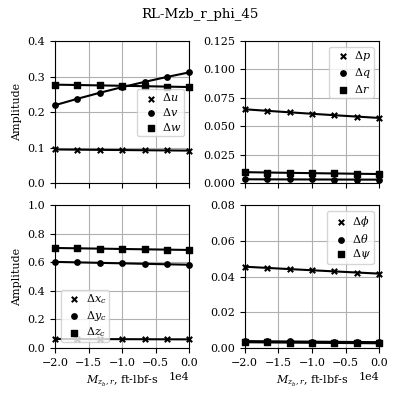 RL-Mzb_r_phi_45
0.4
0.3
0.2
0.1
0.0
Amplitude
Δu
Δv
Δw
0.125
0.100
0.075
0.050
0.025
0.000
Δp
Δq
Δr
1.0
0.8
0.6
0.4
0.2
0.0
Amplitude
Δx_c
Δy_c
Δz_c
−2.0 −1.5 −1.0 −0.5 0.0
1e4
M_{z_b,r}, ft-lbf-s
0.08
0.06
0.04
0.02
0.00
Δϕ
Δθ
Δψ
−2.0 −1.5 −1.0 −0.5 0.0
1e4
M_{z_b,r}, ft-lbf-s